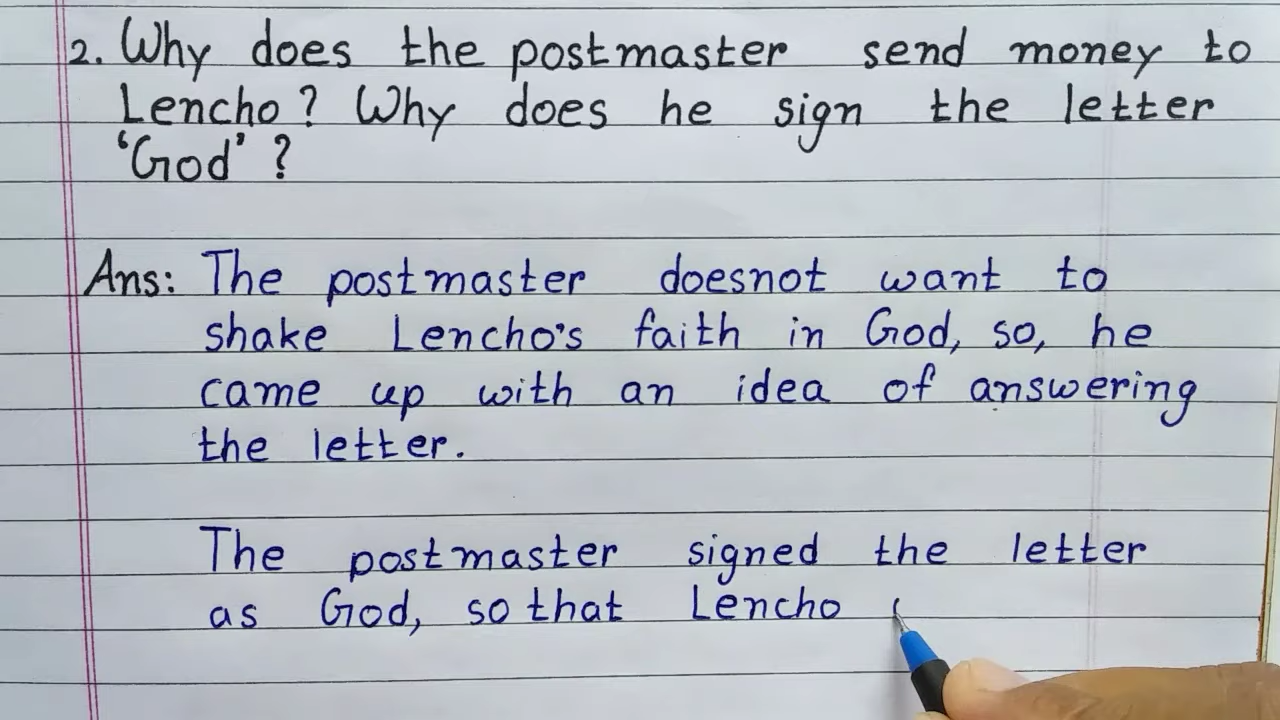 2. Why does the postmaster send money to
Lencho? Why does he sign the letter
'God'?
Ans: The postmaster doesnot want to
shake Lencho's faith in God, so, he
came up with an idea of answering
the letter.
The postmaster signed the letter
as God, so that Lencho